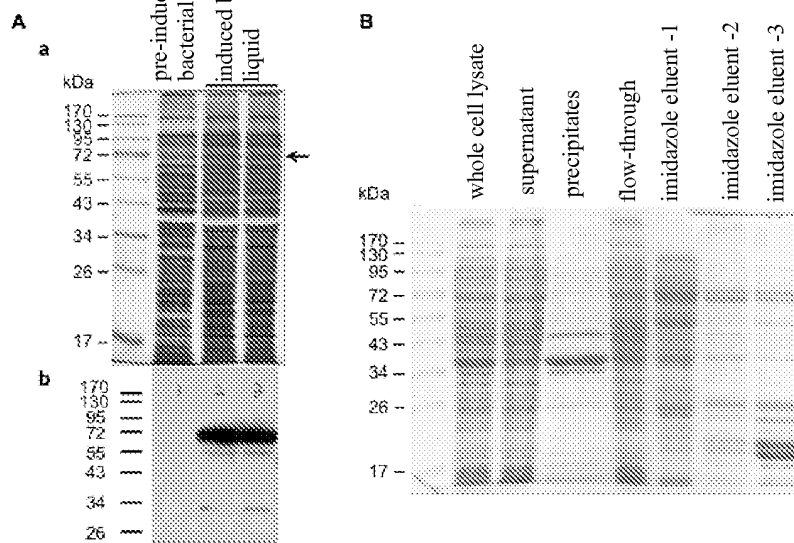 A
a
kDa
pre-induc
bacterial
induced b
liquid
170
130
95
72
55
43
34
26
17
b
170
130
95
72
55
43
34
26
1 2 3
B
kDa
whole cell lysate
supernatant
precipitates
flow-through
imidazole eluent -1
imidazole eluent -2
imidazole eluent -3
170
130
95
72
55
43
34
26
17